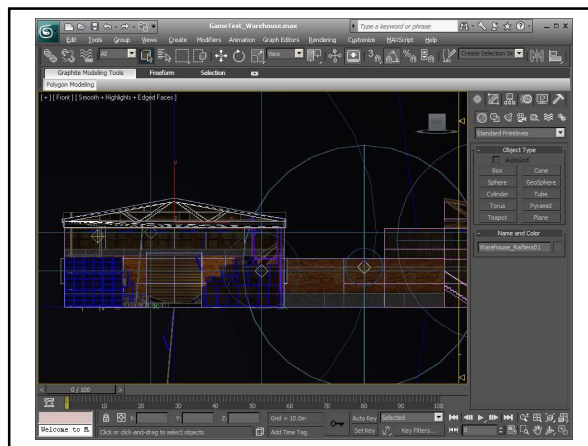 GameTest_Warehouse.max
Type a keyword or phrase
Edit Tools Group Views Create Modifiers Animation Graph Editors Rendering Customize MAXScript Help
All
View
3
Create Selection Se
Graphite Modeling Tools Freeform Selection
Polygon Modeling
[ + ] [ Front ] [ Smooth + Highlights + Edged Faces ]
Standard Primitives
- Object Type
AutoGrid
Box Cone
Sphere GeoSphere
Cylinder Tube
Torus Pyramid
Teapot Plane
- Name and Color
Warehouse_Rafters01
< 0 / 100 >
10 20 30 40 50 60 70 80 90 100
X: Y: Z: Grid = 10.0m
Auto Key Selected
Welcome to M
Click or click-and-drag to select objects
Add Time Tag
Set Key Key Filters...
0